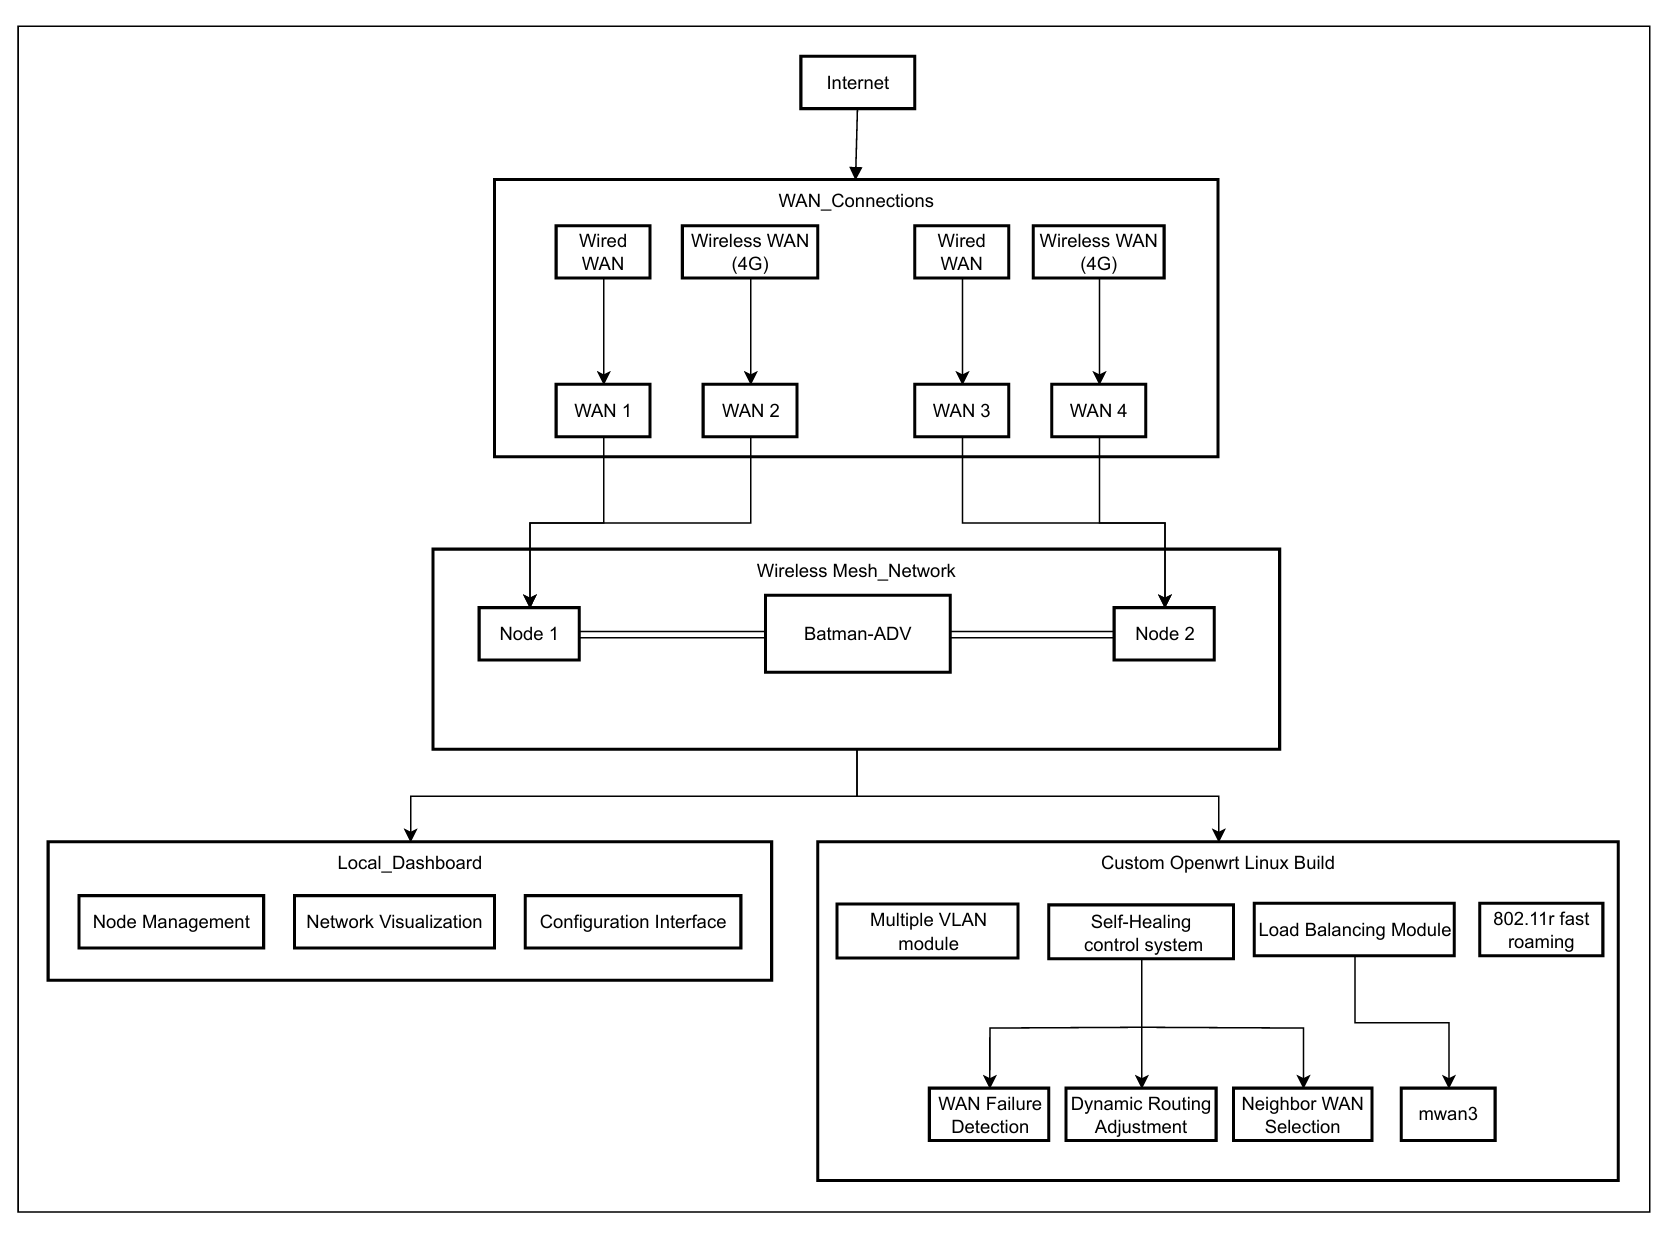 Internet
WAN_Connections
Wired
WAN
Wireless WAN
(4G)
Wired
WAN
Wireless WAN
(4G)
WAN 1
WAN 2
WAN 3
WAN 4
Wireless Mesh_Network
Node 1
Batman-ADV
Node 2
Local_Dashboard
Node Management
Network Visualization
Configuration Interface
Custom Openwrt Linux Build
Multiple VLAN
module
Self-Healing
control system
Load Balancing Module
802.11r fast
roaming
WAN Failure
Detection
Dynamic Routing
Adjustment
Neighbor WAN
Selection
mwan3